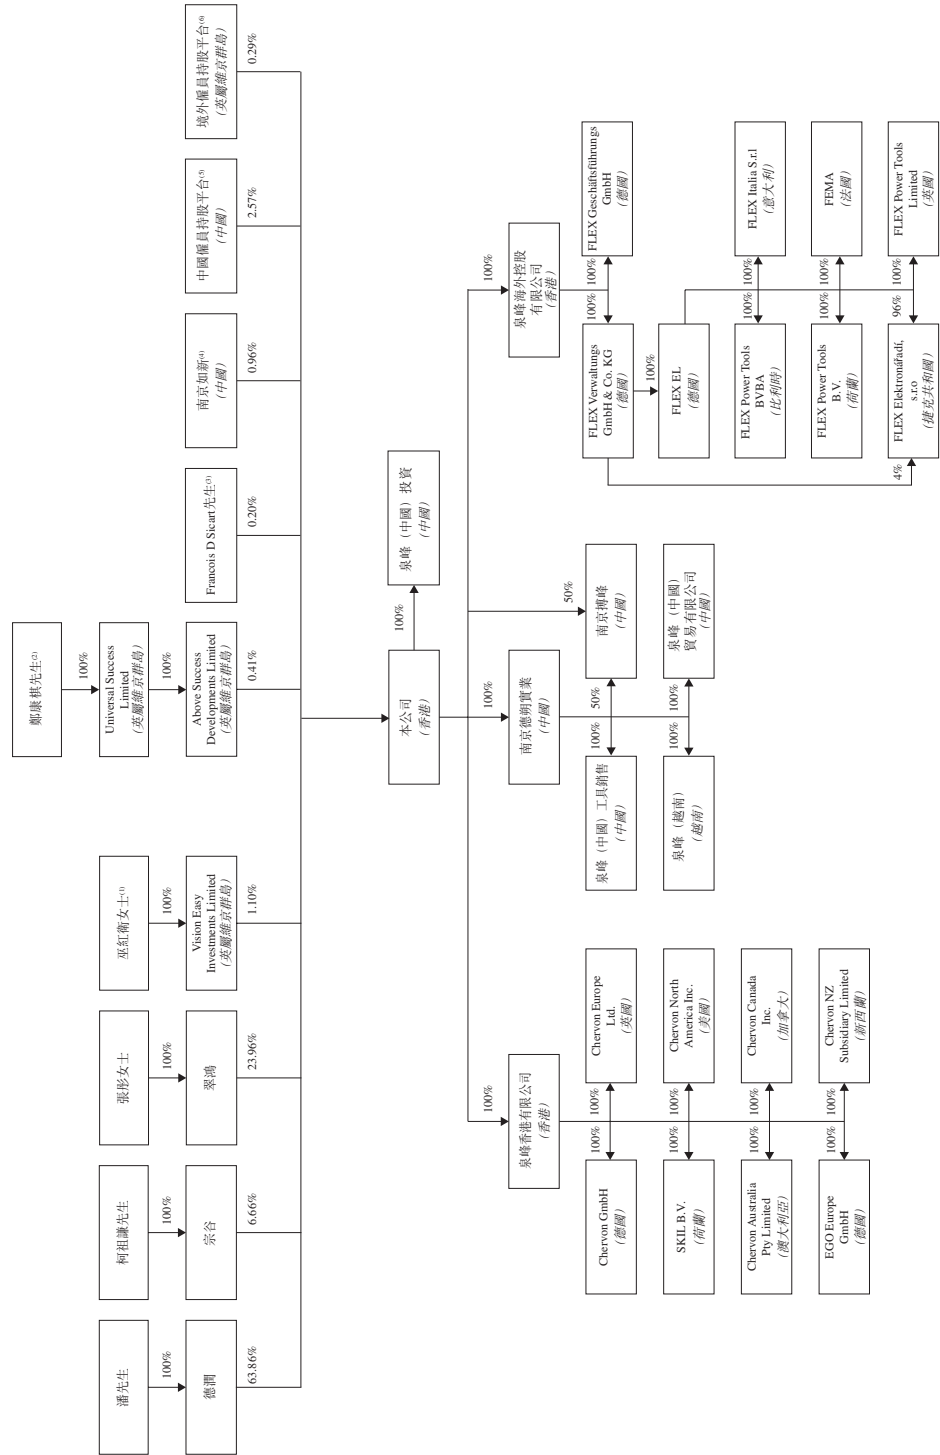 鄭康棋先生(2)
100%
潘先生
柯祖謙先生
張彤女士
巫紅衛女士(1)
Universal Success
Limited
(英屬維京群島)
100%
100%
100%
100%
100%
德潤
宗谷
翠鴻
Vision Easy
Investments Limited
(英屬維京群島)
Above Success
Developments Limited
(英屬維京群島)
Francois D Sicart先生(3)
南京如新(4)
(中國)
中國僱員持股平台(5)
(中國)
境外僱員持股平台(6)
(英屬維京群島)
63.86%
6.66%
23.96%
1.10%
0.41%
0.20%
0.96%
2.57%
0.29%
本公司
(香港)
100%
泉峰（中國）投資
(中國)
100%
100%
50%
100%
泉峰香港有限公司
(香港)
南京德朔實業
(中國)
泉峰海外控股
有限公司
(香港)
100%
100%
Chervon GmbH
(德國)
Chervon Europe
Ltd.
(英國)
100%
100%
SKIL B.V.
(荷蘭)
Chervon North
America Inc.
(美國)
100%
100%
Chervon Australia
Pty Limited
(澳大利亞)
Chervon Canada
Inc.
(加拿大)
100%
100%
EGO Europe
GmbH
(德國)
Chervon NZ
Subsidiary Limited
(新西蘭)
100%
50%
泉峰（中國）工具銷售
(中國)
南京搏峰
(中國)
100%
100%
泉峰（越南）
(越南)
泉峰（中國）
貿易有限公司
(中國)
100%
100%
FLEX Verwaltungs
GmbH & Co. KG
(德國)
FLEX Geschäftsführungs
GmbH
(德國)
100%
FLEX EL
(德國)
100%
100%
FLEX Power Tools
BVBA
(比利時)
FLEX Italia S.r.l
(意大利)
100%
100%
FLEX Power Tools
B.V.
(荷蘭)
FEMA
(法國)
4%
96%
100%
FLEX Elektronářadí,
s.r.o
(捷克共和國)
FLEX Power Tools
Limited
(英國)